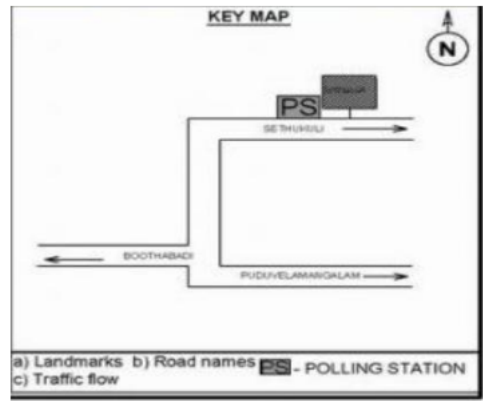 KEY MAP
N
PS
SETHUKULI
BOOTHABADI
PUDUVELAMANGALAM
a) Landmarks b) Road names PS - POLLING STATION
c) Traffic flow